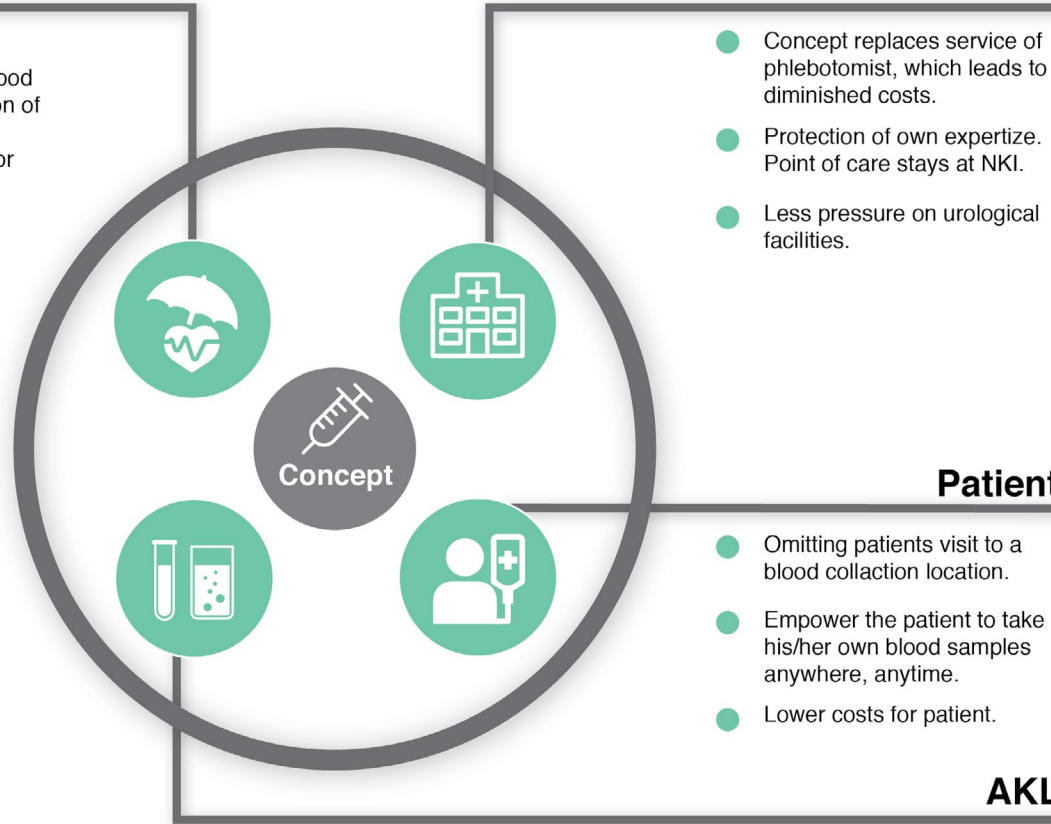 on of
or
Concept replaces service of
phlebotomist, which leads to
diminished costs.
Protection of own expertize.
Point of care stays at NKI.
Less pressure on urological
facilities.
Concept
Patient
Omitting patients visit to a
blood collaction location.
Empower the patient to take
his/her own blood samples
anywhere, anytime.
Lower costs for patient.
AKL